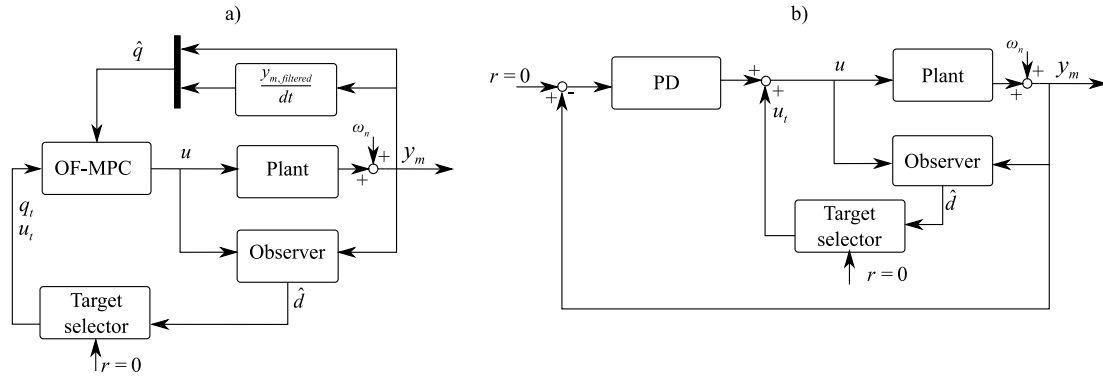 a)
q̂
y_{m, filtered}
dt
ω_n
+
+
y_m
OF-MPC
u
Plant
q_t
u_t
Observer
d̂
Target
selector
r = 0
b)
r = 0
+
-
PD
+
+
u_t
u
Plant
ω_n
+
+
y_m
Observer
d̂
Target
selector
r = 0